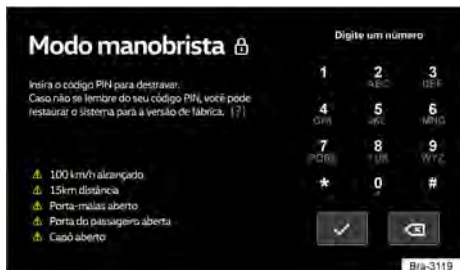 Modo manobrista
Digite um número
Insira o código PIN para destravar.
Caso não se lembre do seu código PIN, você pode
restaurar o sistema para a versão de fábrica. [?]
1 2 3
ABC DEF
4 5 6
GHI JKL MNO
7 8 9
PQRS TUV WYZ
* 0 #
100 km/h alcançado
15km distância
Porta-malas aberto
Porta do passageiro aberta
Capô aberto
Bra-3119